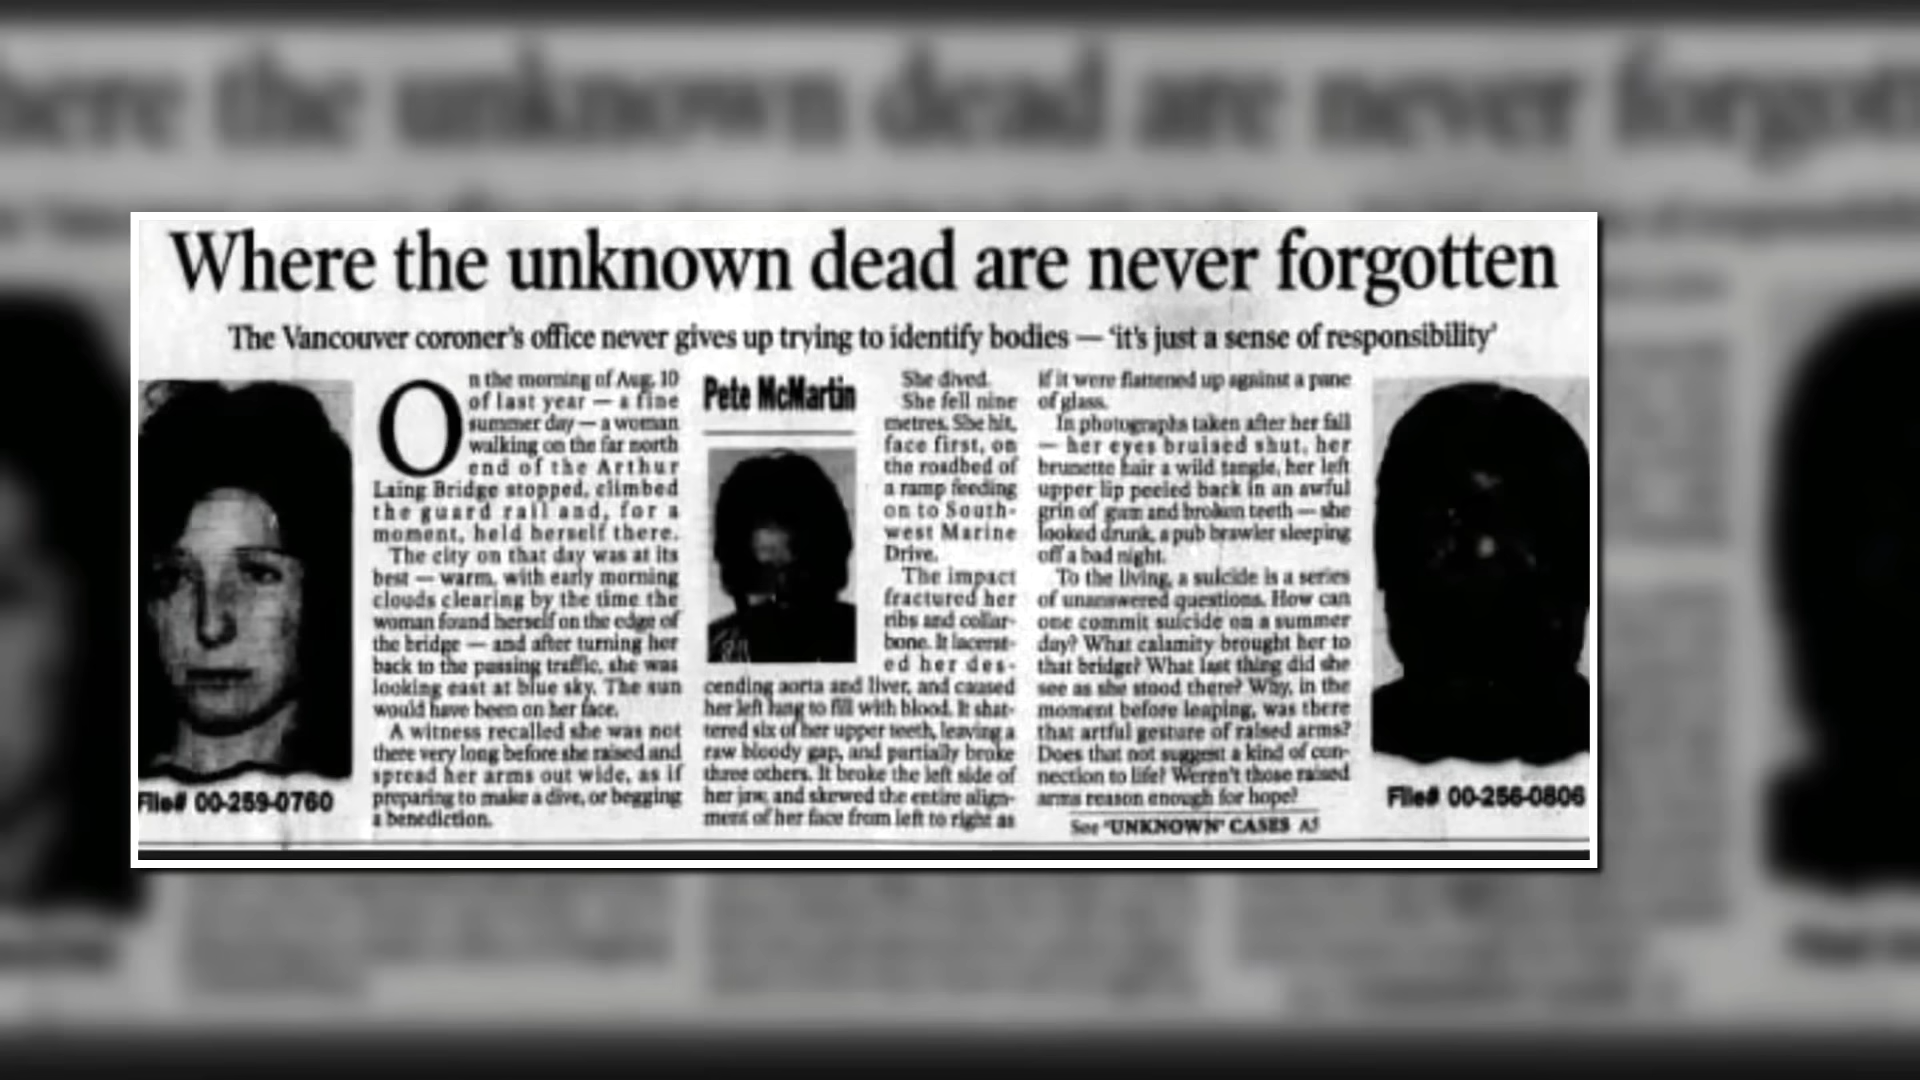 Where the unknown dead are never forgotten
The Vancouver coroner's office never gives up trying to identify bodies — 'it's just a sense of responsibility'
File# 00-259-0760
On the morning of Aug. 10
of last year — a fine
summer day — a woman
walking on the far north
end of the Arthur
Laing Bridge stopped, climbed
the guard rail and, for a
moment, held herself there.
The city on that day was at its
best — warm, with early morning
clouds clearing by the time the
woman found herself on the edge of
the bridge — and after turning her
back to the passing traffic, she was
looking east at blue sky. The sun
would have been on her face.
A witness recalled she was not
there very long before she raised and
spread her arms out wide, as if
preparing to make a dive, or begging
a benediction.
Pete McMartin
She dived.
She fell nine
metres. She hit,
face first, on
the roadbed of
a ramp feeding
on to South-
west Marine
Drive.
The impact
fractured her
ribs and collar-
bone. It lacerat-
ed her des-
cending aorta and liver, and caused
her left lung to fill with blood. It shat-
tered six of her upper teeth, leaving a
raw bloody gap, and partially broke
three others. It broke the left side of
her jaw, and skewed the entire align-
ment of her face from left to right as
if it were flattened up against a pane
of glass.
In photographs taken after her fall
— her eyes bruised shut, her
brunette hair a wild tangle, her left
upper lip peeled back in an awful
grin of gum and broken teeth — she
looked drunk, a pub brawler sleeping
off a bad night.
To the living, a suicide is a series
of unanswered questions. How can
one commit suicide on a summer
day? What calamity brought her to
that bridge? What last thing did she
see as she stood there? Why, in the
moment before leaping, was there
that artful gesture of raised arms?
Does that not suggest a kind of con-
nection to life? Weren't those raised
arms reason enough for hope?
See 'UNKNOWN' CASES A5
File# 00-256-0806